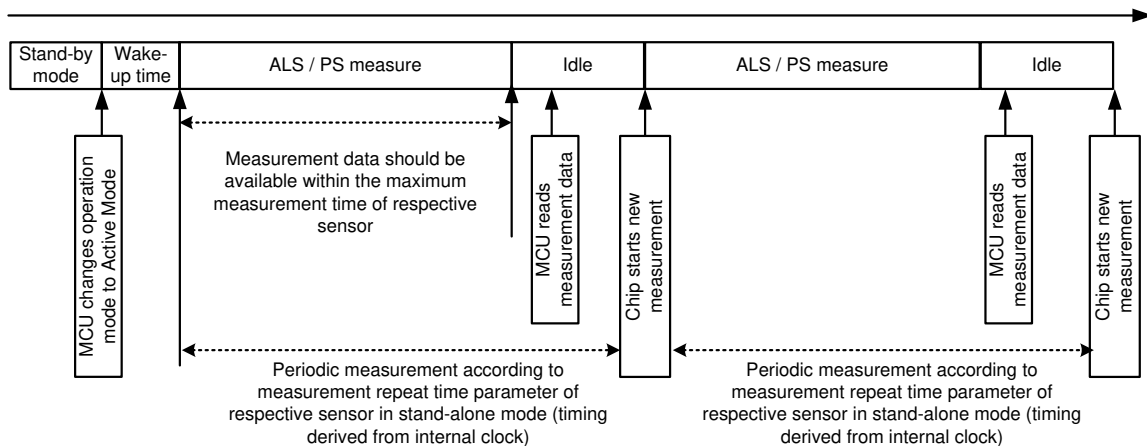 Stand-by
mode
Wake-
up time
ALS / PS measure
Idle
ALS / PS measure
Idle
MCU changes operation
mode to Active Mode
Measurement data should be
available within the maximum
measurement time of respective
sensor
MCU reads
measurement data
Chip starts new
measurement
MCU reads
measurement data
Chip starts new
measurement
Periodic measurement according to
measurement repeat time parameter of
respective sensor in stand-alone mode (timing
derived from internal clock)
Periodic measurement according to
measurement repeat time parameter of
respective sensor in stand-alone mode (timing
derived from internal clock)